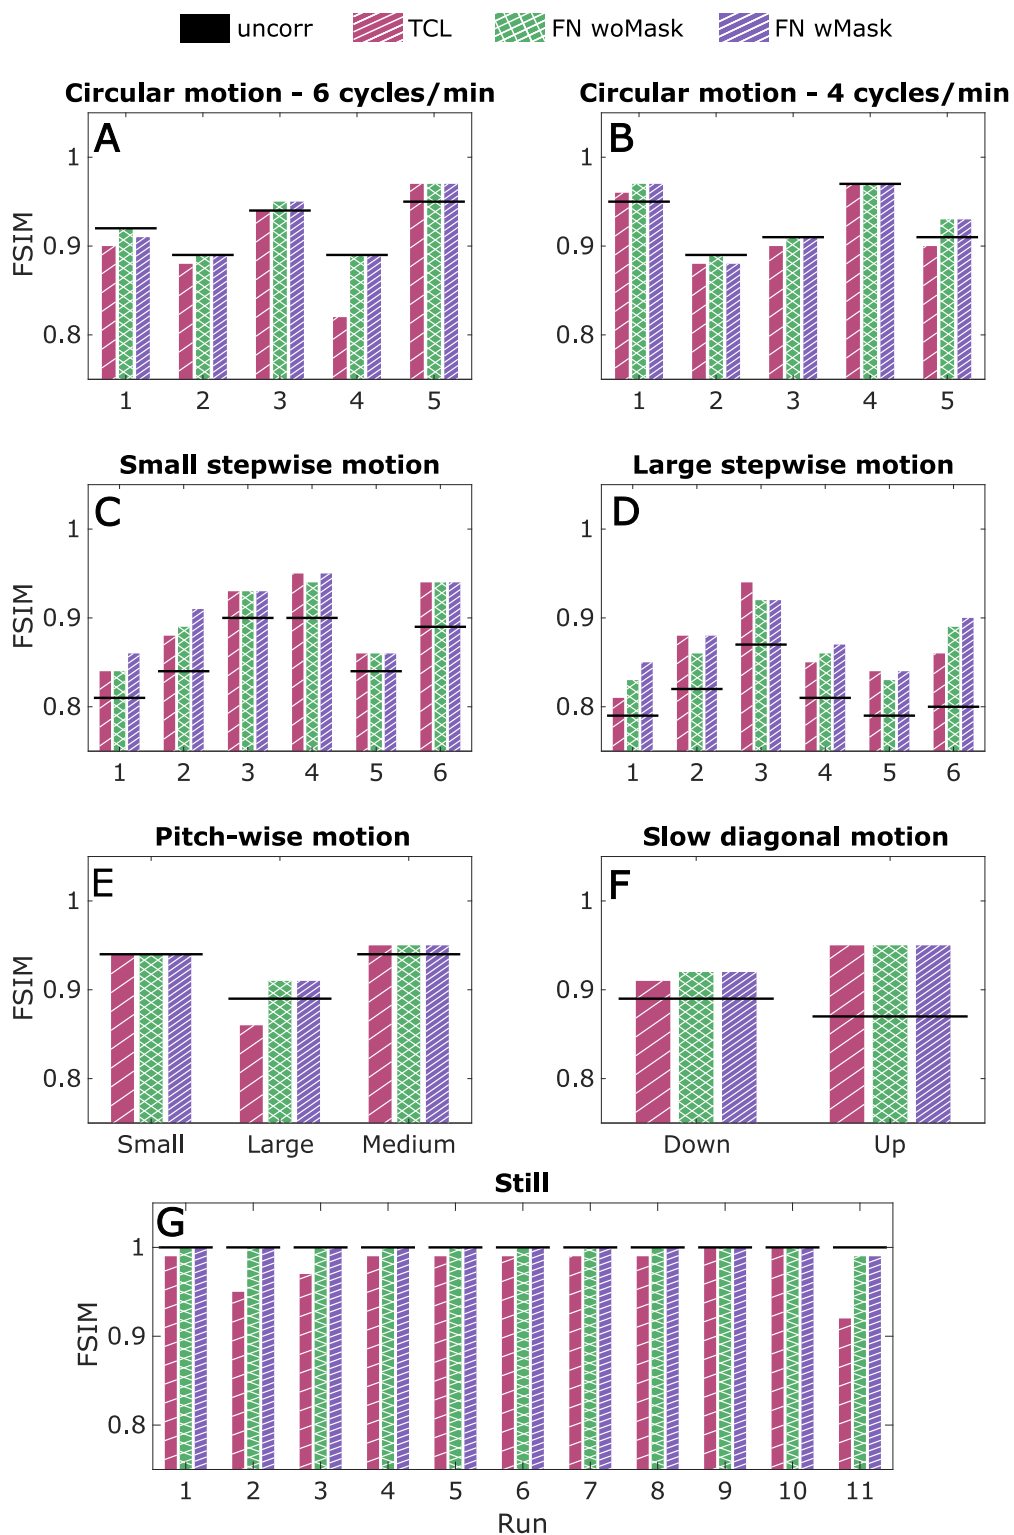 uncorr TCL FN woMask FN wMask
Circular motion - 6 cycles/min
A
1
0.9
0.8
FSIM
1 2 3 4 5
Circular motion - 4 cycles/min
B
1
0.9
0.8
1 2 3 4 5
Small stepwise motion
C
1
0.9
0.8
FSIM
1 2 3 4 5 6
Large stepwise motion
D
1
0.9
0.8
1 2 3 4 5 6
Pitch-wise motion
E
1
0.9
0.8
FSIM
Small Large Medium
Slow diagonal motion
F
1
0.9
0.8
Down Up
Still
G
1
0.9
0.8
FSIM
1 2 3 4 5 6 7 8 9 10 11
Run